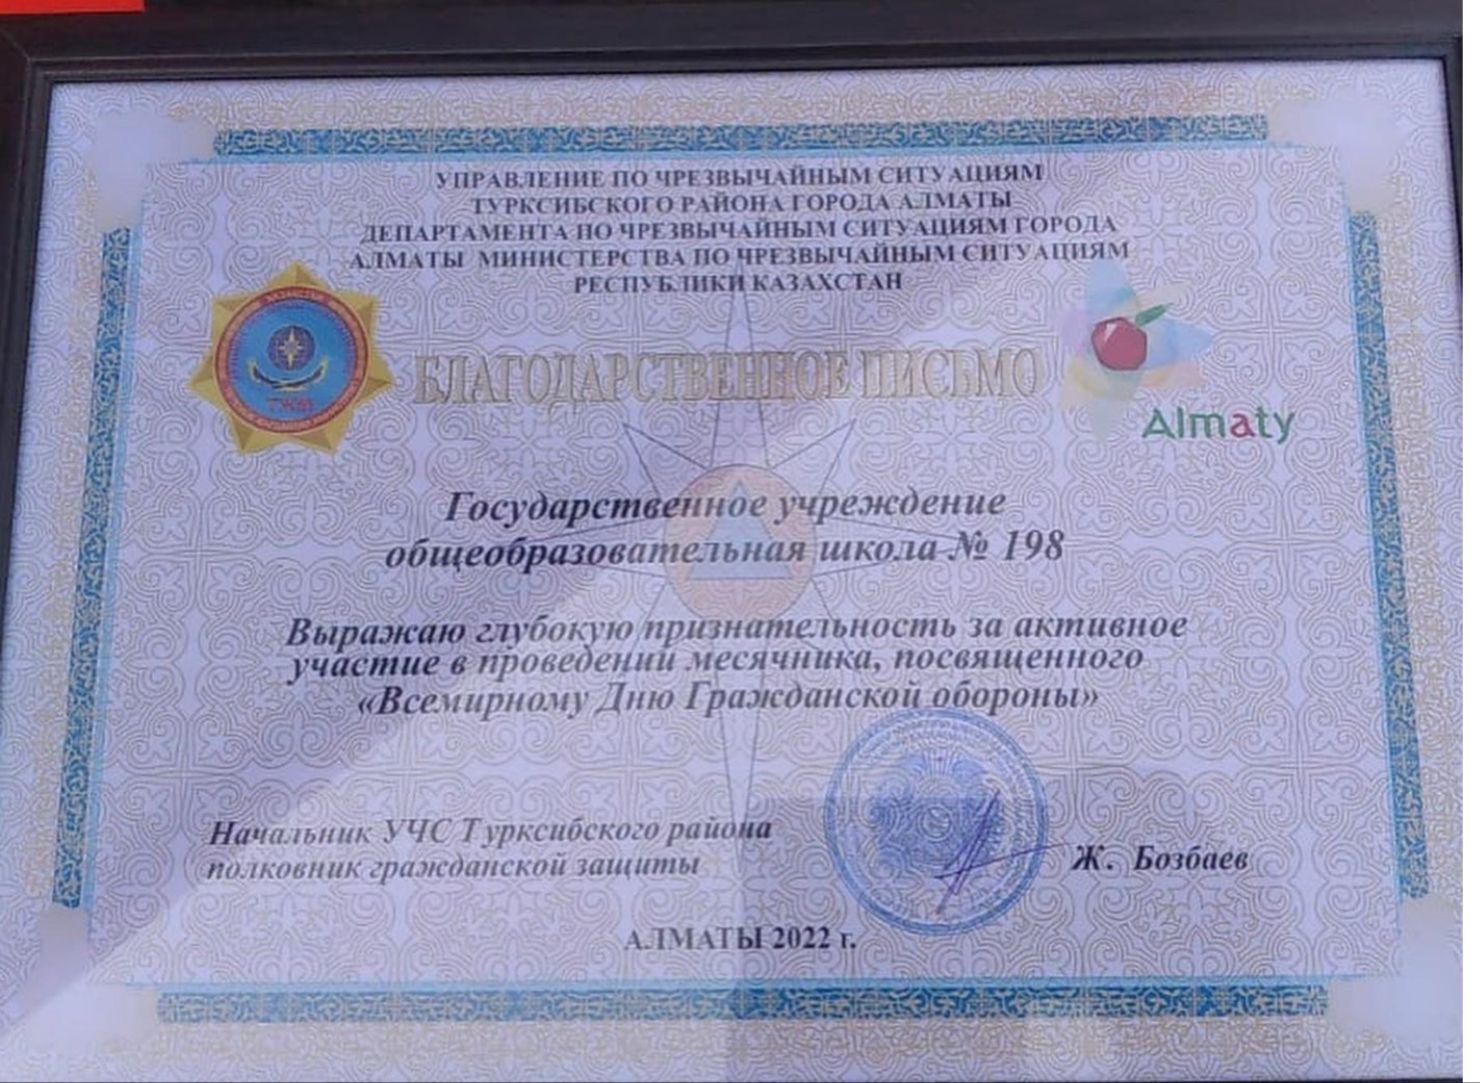 УПРАВЛЕНИЕ ПО ЧРЕЗВЫЧАЙНЫМ СИТУАЦИЯМ
ТУРКСИБСКОГО РАЙОНА ГОРОДА АЛМАТЫ
ДЕПАРТАМЕНТА ПО ЧРЕЗВЫЧАЙНЫМ СИТУАЦИЯМ ГОРОДА
АЛМАТЫ МИНИСТЕРСТВА ПО ЧРЕЗВЫЧАЙНЫМ СИТУАЦИЯМ
РЕСПУБЛИКИ КАЗАХСТАН
БЛАГОДАРСТВЕННОЕ ПИСЬМО
ТЖМ
Almaty
Государственное учреждение
общеобразовательная школа № 198
Выражаю глубокую признательность за активное
участие в проведении месячника, посвященного
«Всемирному Дню Гражданской обороны»
Начальник УЧС Турксибского района
полковник гражданской защиты
Ж. Бозбаев
АЛМАТЫ 2022 г.